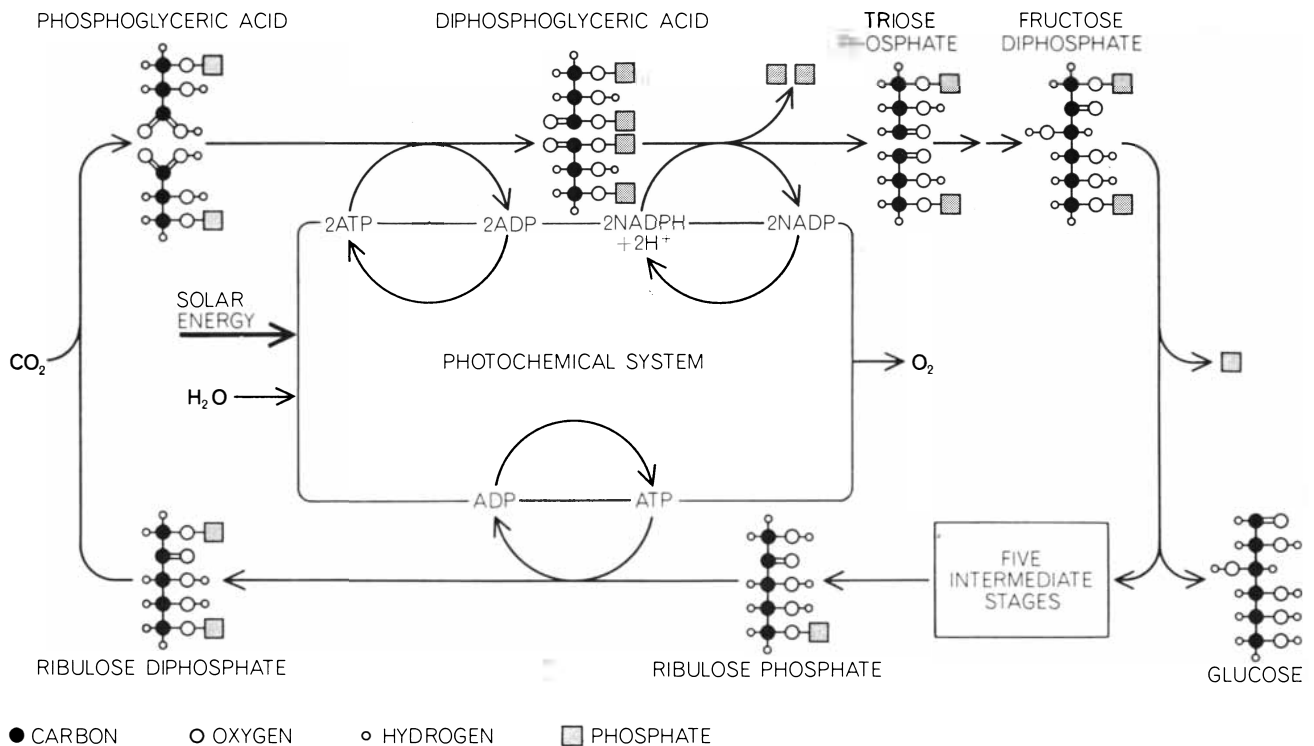 PHOSPHOGLYCERIC ACID
DIPHOSPHOGLYCERIC ACID
TRIOSE
OSPHATE
FRUCTOSE
DIPHOSPHATE
2ATP
2ADP
2NADPH
+2H⁺
2NADP
SOLAR
ENERGY
CO₂
PHOTOCHEMICAL SYSTEM
O₂
H₂O
ADP
ATP
FIVE
INTERMEDIATE
STAGES
RIBULOSE DIPHOSPHATE
RIBULOSE PHOSPHATE
GLUCOSE
CARBON
OXYGEN
HYDROGEN
PHOSPHATE